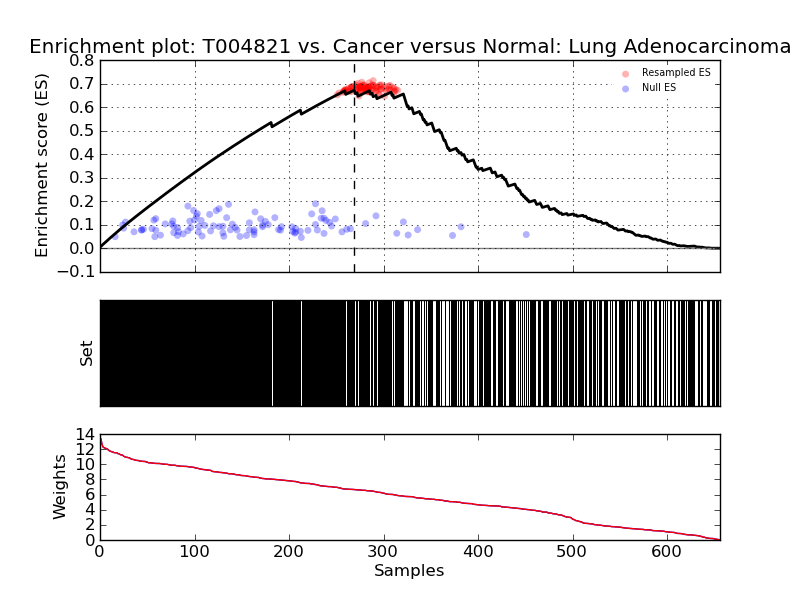 Enrichment plot: T004821 vs. Cancer versus Normal: Lung Adenocarcinoma
Enrichment score (ES)
0.8
0.7
0.6
0.5
0.4
0.3
0.2
0.1
0.0
−0.1
Resampled ES
Null ES
Set
Weights
14
12
10
8
6
4
2
0
0 100 200 300 400 500 600
Samples